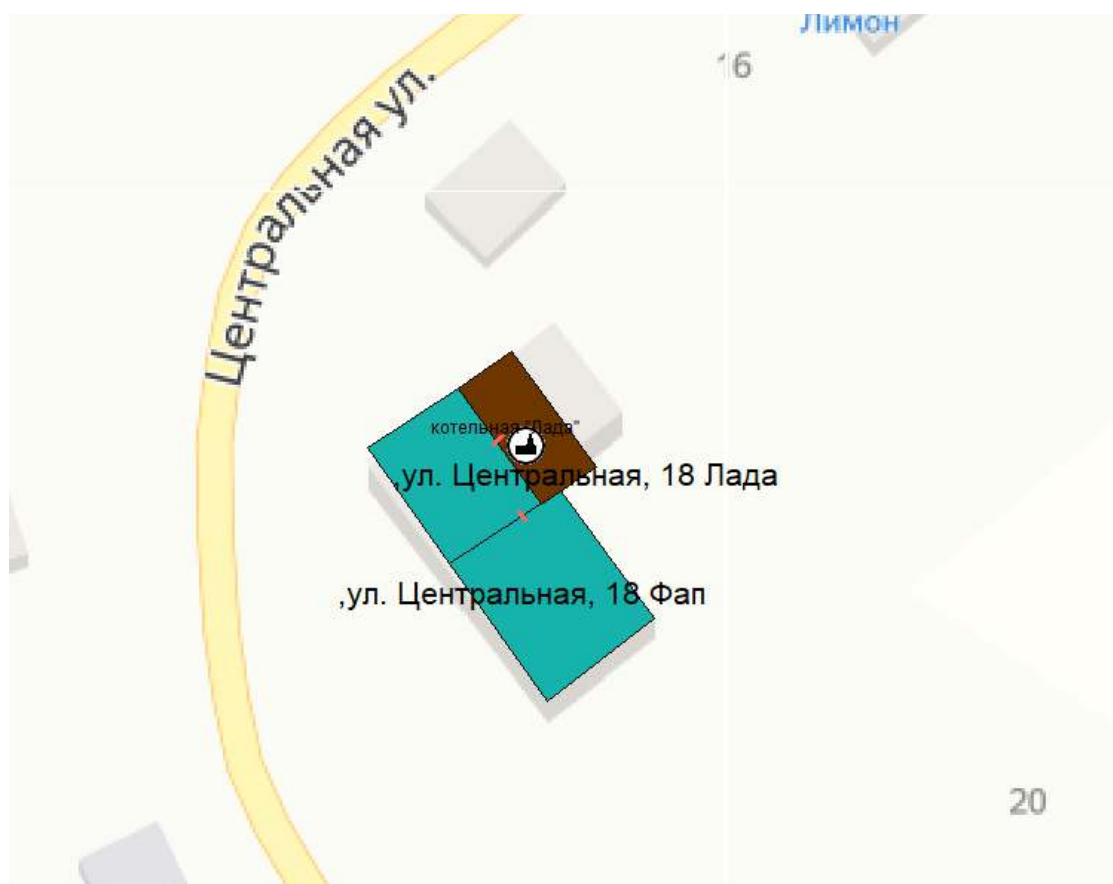 Лимон
16
Центральная ул.
котельная "Лада"
,ул. Центральная, 18 Лада
,ул. Центральная, 18 Фап
20